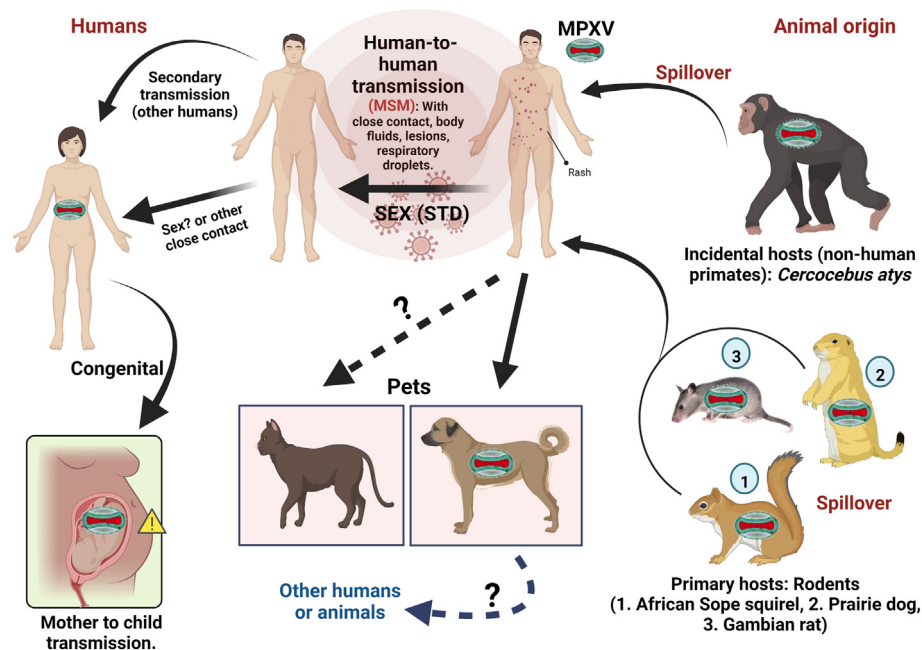 Humans
Secondary
transmission
(other humans)
Human-to-
human
transmission
(MSM): With
close contact, body
fluids, lesions,
respiratory
droplets.
SEX (STD)
MPXV
Rash
Animal origin
Spillover
Sex? or other
close contact
Incidental hosts (non-human
primates): Cercocebus atys
Congenital
Mother to child
transmission.
?
Pets
?
Other humans
or animals
3
2
1
Spillover
Primary hosts: Rodents
(1. African Sope squirel, 2. Prairie dog,
3. Gambian rat)